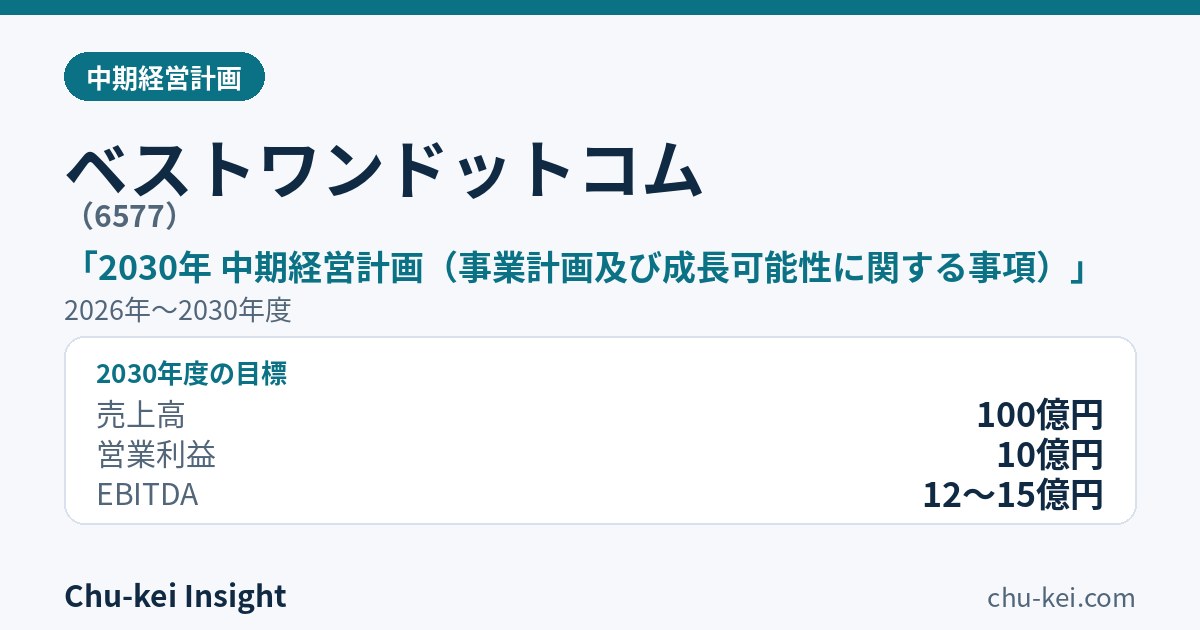 中期経営計画
ベストワンドットコム
（6577）
「2030年 中期経営計画（事業計画及び成長可能性に関する事項）」
2026年〜2030年度
2030年度の目標
売上高 100億円
営業利益 10億円
EBITDA 12〜15億円
Chu-kei Insight chu-kei.com